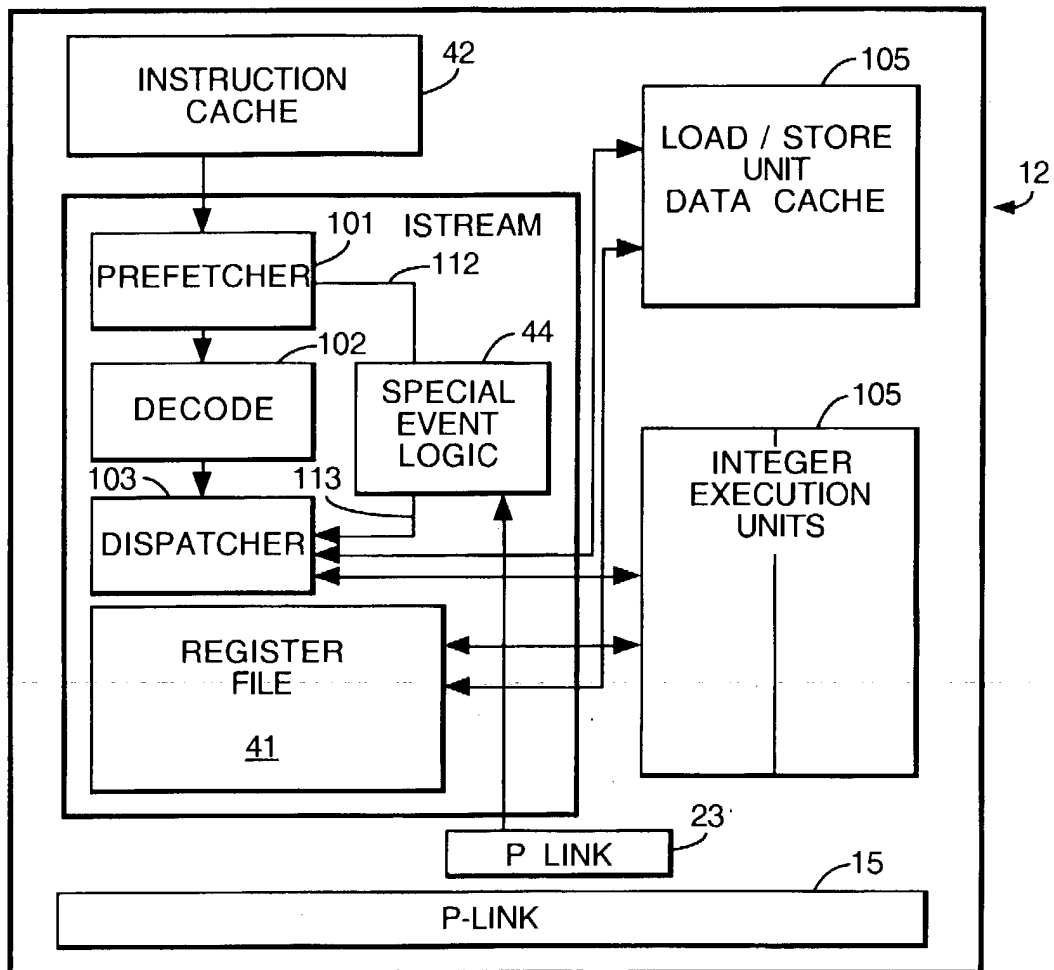 INSTRUCTION
CACHE
42
105
LOAD / STORE
UNIT
DATA CACHE
12
ISTREAM
101
PREFETCHER
112
102
DECODE
44
SPECIAL
EVENT
LOGIC
103
113
DISPATCHER
105
INTEGER
EXECUTION
UNITS
REGISTER
FILE
41
23
P LINK
15
P-LINK